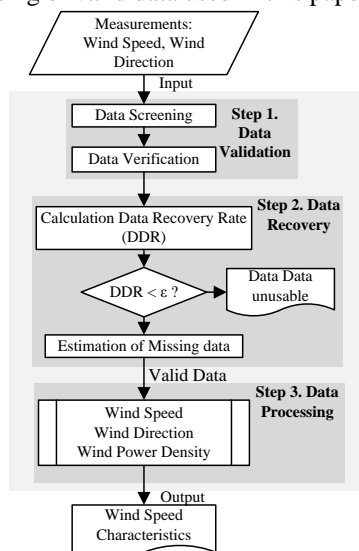 Measurements:
Wind Speed, Wind
Direction
Input
Step 1.
Data
Validation
Data Screening
Data Verification
Step 2. Data
Recovery
Calculation Data Recovery Rate
(DDR)
DDR < ε ?
Data Data
unusable
Estimation of Missing data
Valid Data
Step 3. Data
Processing
Wind Speed
Wind Direction
Wind Power Density
Output
Wind Speed
Characteristics